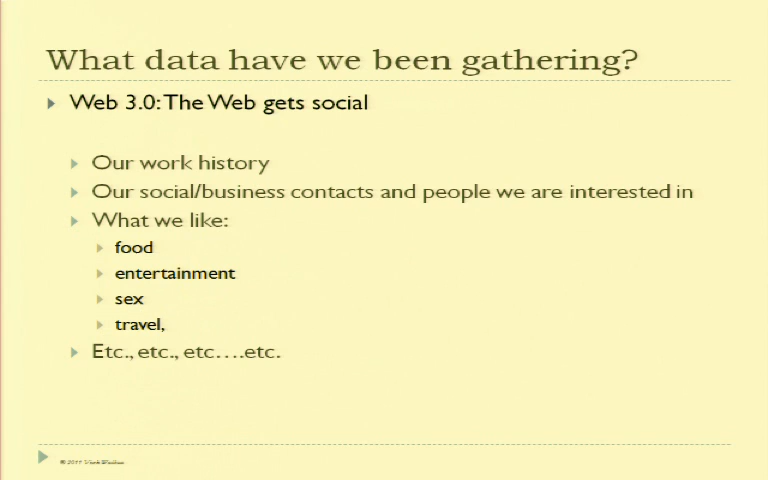 What data have we been gathering?
Web 3.0: The Web gets social
Our work history
Our social/business contacts and people we are interested in
What we like:
food
entertainment
sex
travel,
Etc., etc., etc….etc.
© 2011